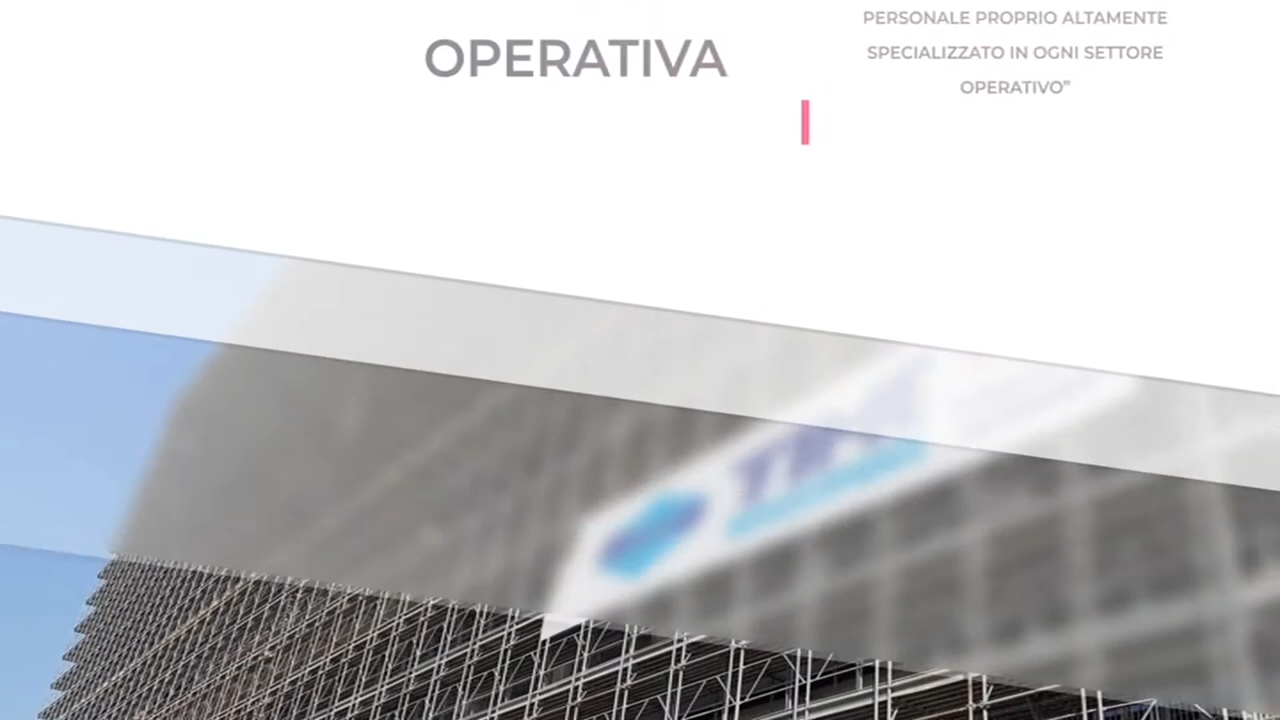 OPERATIVA
PERSONALE PROPRIO ALTAMENTE
SPECIALIZZATO IN OGNI SETTORE
OPERATIVO”